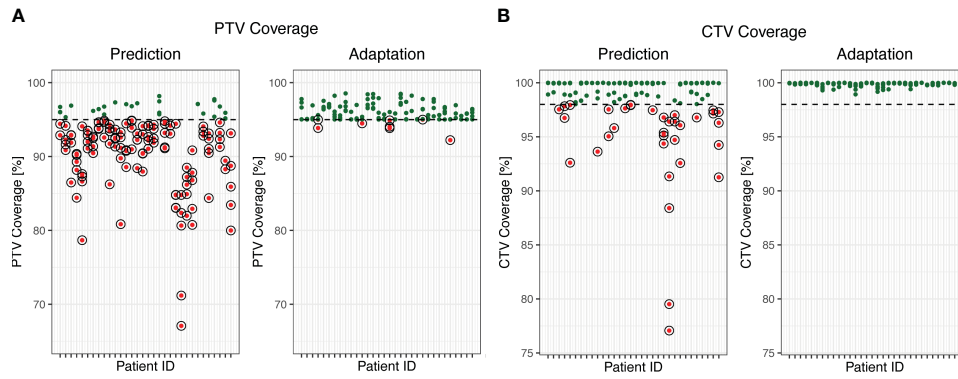 A
PTV Coverage
Prediction
Adaptation
100
90
80
70
PTV Coverage [%]
Patient ID
PTV Coverage [%]
100
90
80
70
Patient ID
B
CTV Coverage
Prediction
Adaptation
100
95
90
85
80
75
CTV Coverage [%]
Patient ID
CTV Coverage [%]
100
95
90
85
80
75
Patient ID